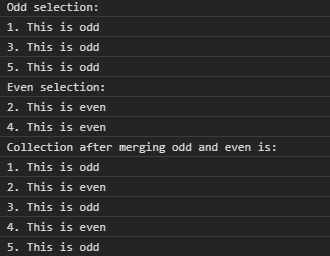 Odd selection:
1. This is odd
3. This is odd
5. This is odd
Even selection:
2. This is even
4. This is even
Collection after merging odd and even is:
1. This is odd
2. This is even
3. This is odd
4. This is even
5. This is odd